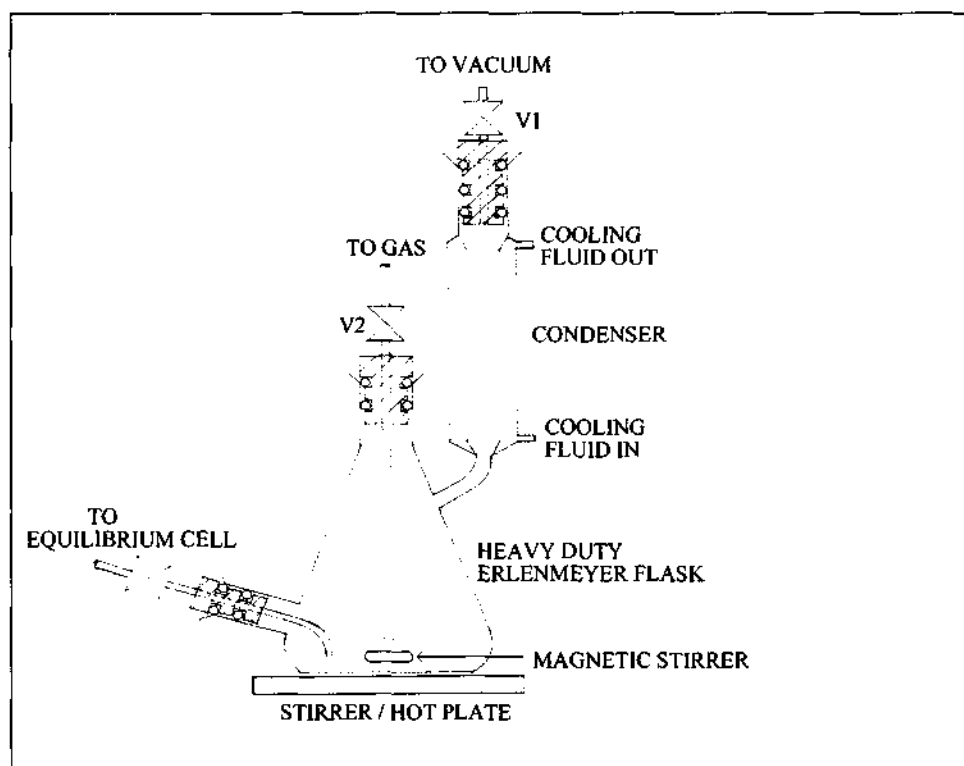 TO VACUUM
V1
COOLING
FLUID OUT
TO GAS
V2
CONDENSER
COOLING
FLUID IN
TO
EQUILIBRIUM CELL
HEAVY DUTY
ERLENMEYER FLASK
MAGNETIC STIRRER
STIRRER / HOT PLATE